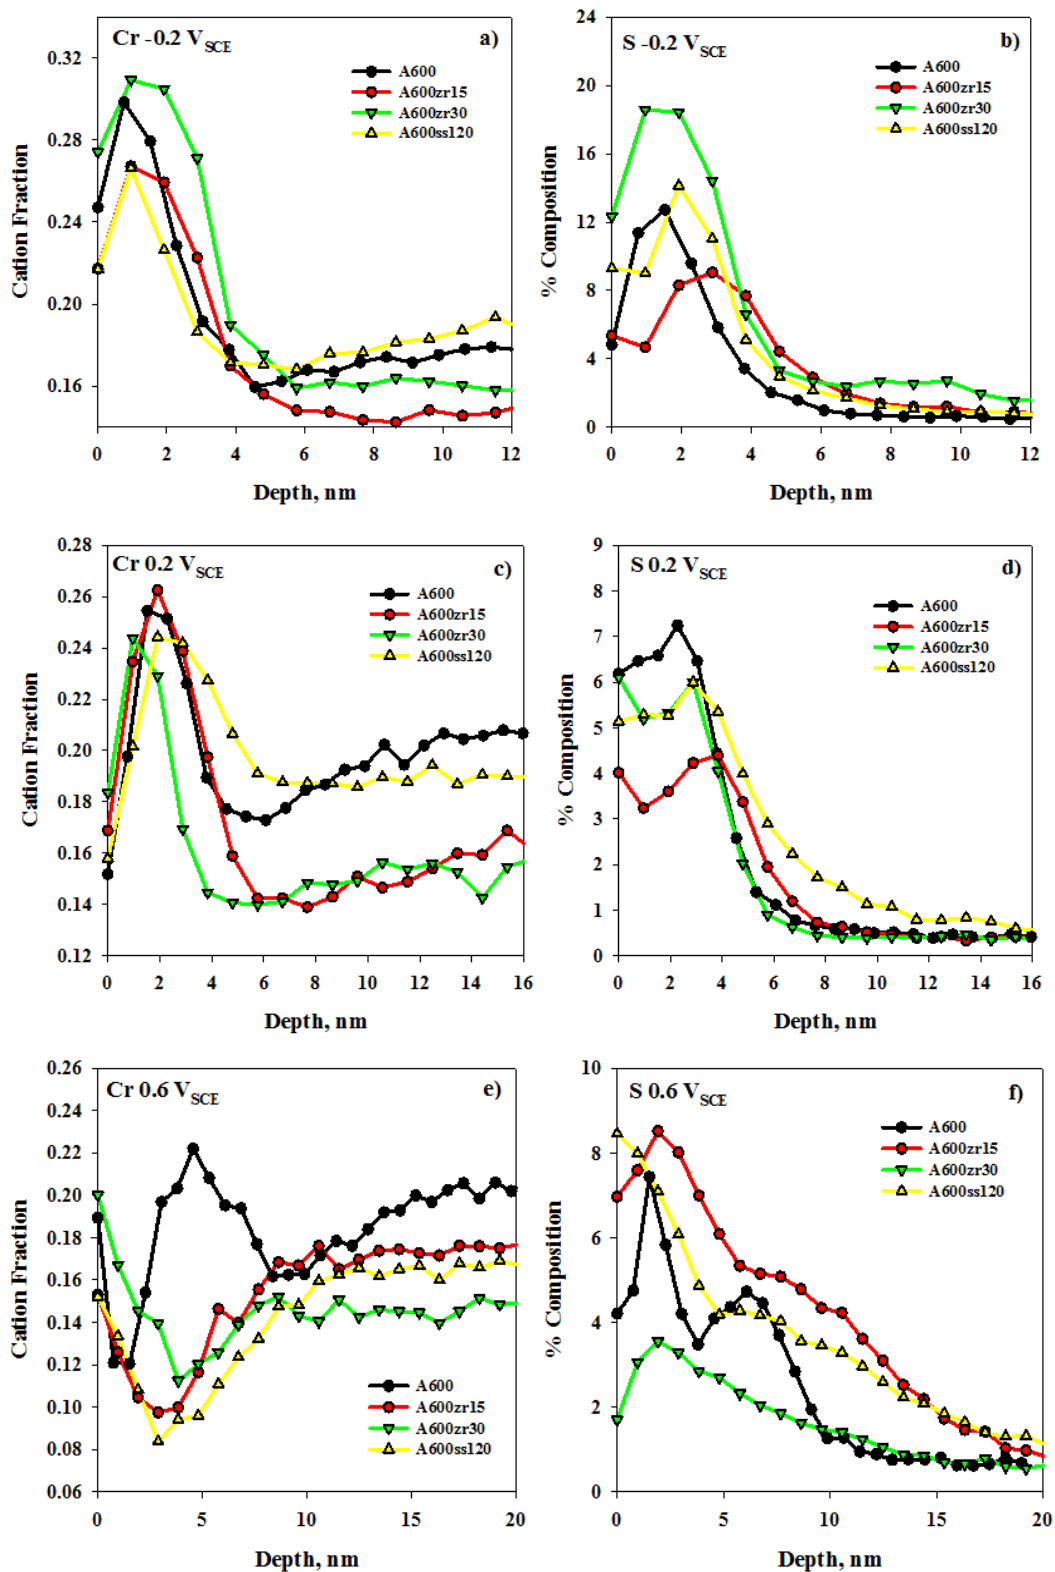 Cr -0.2 VSCE
a)
0.32
0.28
0.24
0.20
0.16
Cation Fraction
A600
A600zr15
A600zr30
A600ss120
0 2 4 6 8 10 12
Depth, nm
S -0.2 VSCE
b)
24
20
16
12
8
4
0
% Composition
A600
A600zr15
A600zr30
A600ss120
0 2 4 6 8 10 12
Depth, nm
Cr 0.2 VSCE
c)
0.28
0.26
0.24
0.22
0.20
0.18
0.16
0.14
0.12
Cation Fraction
A600
A600zr15
A600zr30
A600ss120
0 2 4 6 8 10 12 14 16
Depth, nm
S 0.2 VSCE
d)
9
8
7
6
5
4
3
2
1
0
% Composition
A600
A600zr15
A600zr30
A600ss120
0 2 4 6 8 10 12 14 16
Depth, nm
Cr 0.6 VSCE
e)
0.26
0.24
0.22
0.20
0.18
0.16
0.14
0.12
0.10
0.08
0.06
Cation Fraction
A600
A600zr15
A600zr30
A600ss120
0 5 10 15 20
Depth, nm
S 0.6 VSCE
f)
10
8
6
4
2
0
% Composition
A600
A600zr15
A600zr30
A600ss120
0 5 10 15 20
Depth, nm